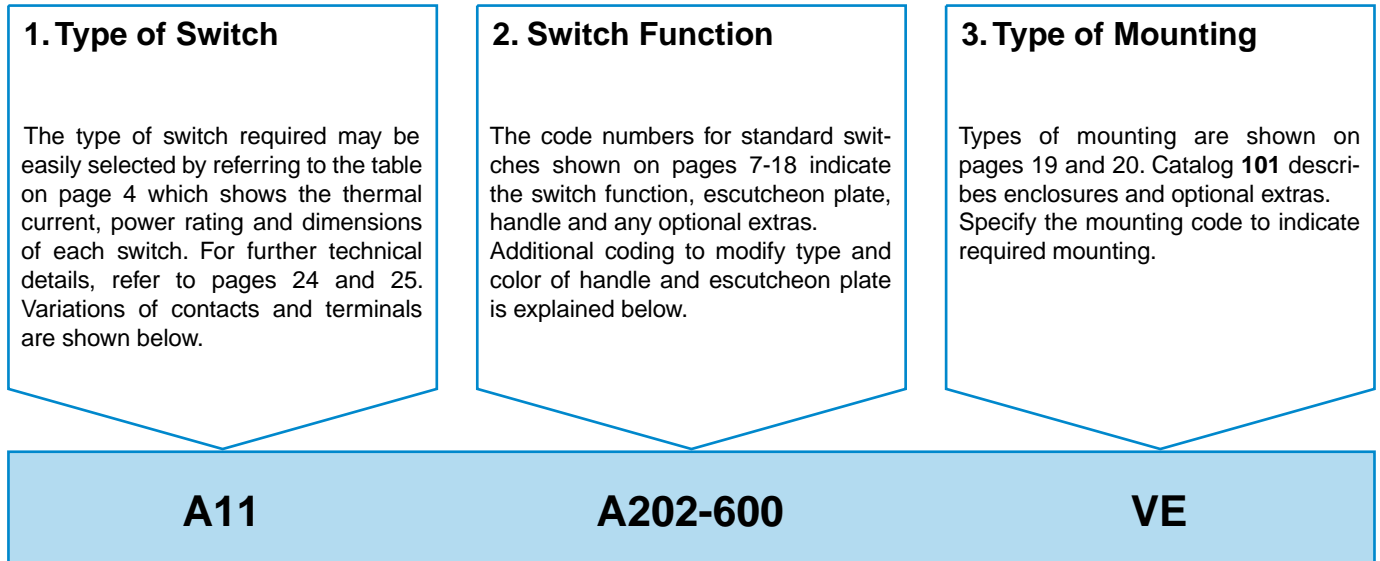 1. Type of Switch
The type of switch required may be
easily selected by referring to the table
on page 4 which shows the thermal
current, power rating and dimensions
of each switch. For further technical
details, refer to pages 24 and 25.
Variations of contacts and terminals
are shown below.
2. Switch Function
The code numbers for standard swit-
ches shown on pages 7-18 indicate
the switch function, escutcheon plate,
handle and any optional extras.
Additional coding to modify type and
color of handle and escutcheon plate
is explained below.
3. Type of Mounting
Types of mounting are shown on
pages 19 and 20. Catalog 101 descri-
bes enclosures and optional extras.
Specify the mounting code to indicate
required mounting.
A11
A202-600
VE